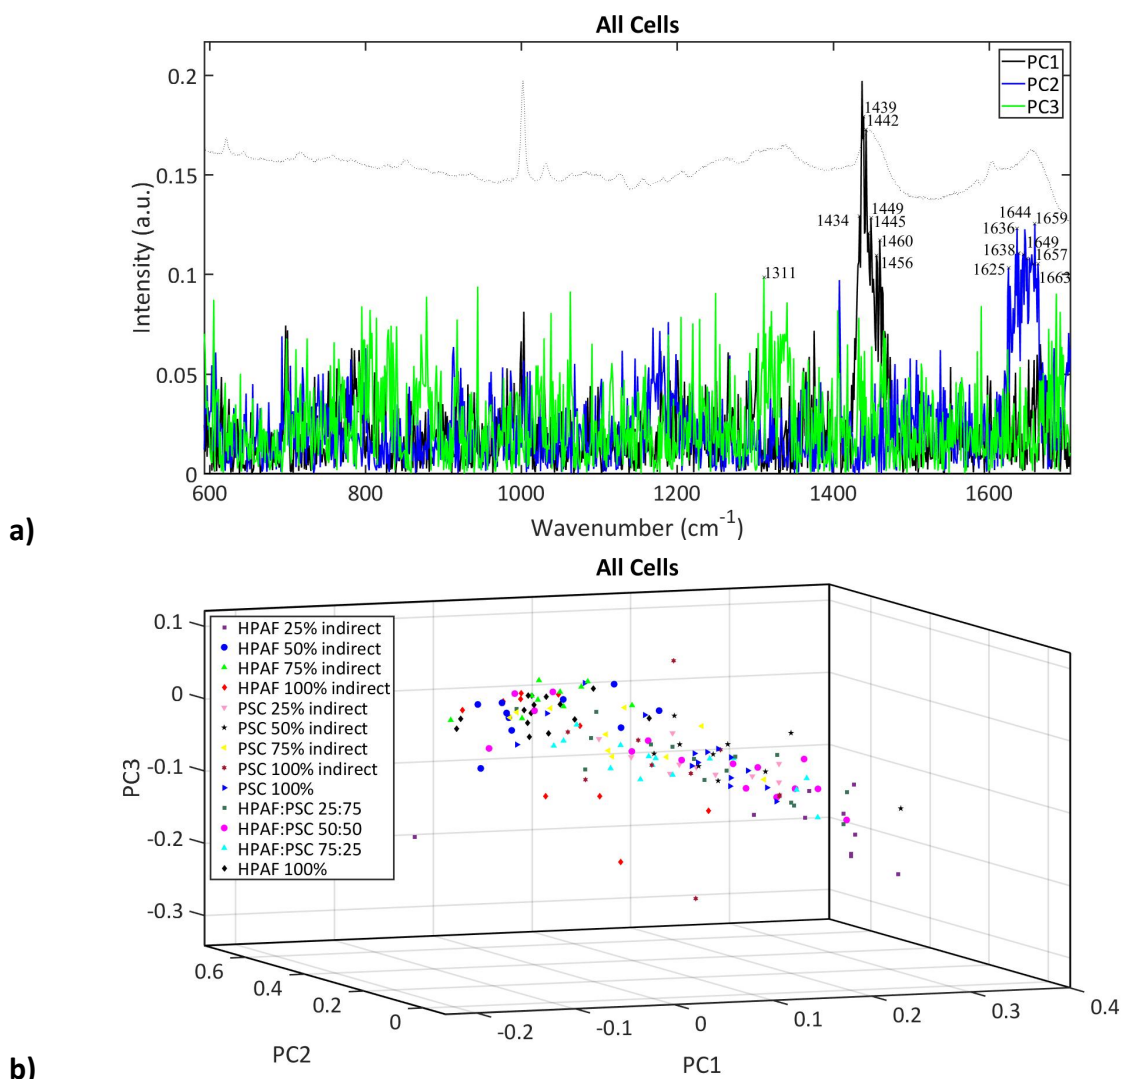 All Cells
PC1
PC2
PC3
0.2
0.15
0.1
0.05
0
Intensity (a.u.)
1439
1442
1434
1449
1445
1460
1456
1311
1644
1659
1636
1638
1649
1657
1625
1663
600
800
1000
1200
1400
1600
Wavenumber (cm-1)
a)
All Cells
HPAF 25% indirect
HPAF 50% indirect
HPAF 75% indirect
HPAF 100% indirect
PSC 25% indirect
PSC 50% indirect
PSC 75% indirect
PSC 100% indirect
PSC 100%
HPAF:PSC 25:75
HPAF:PSC 50:50
HPAF:PSC 75:25
HPAF 100%
0.1
0
-0.1
-0.2
-0.3
PC3
0.6
0.4
0.2
0
PC2
-0.2
-0.1
0
0.1
0.2
0.3
0.4
PC1
b)